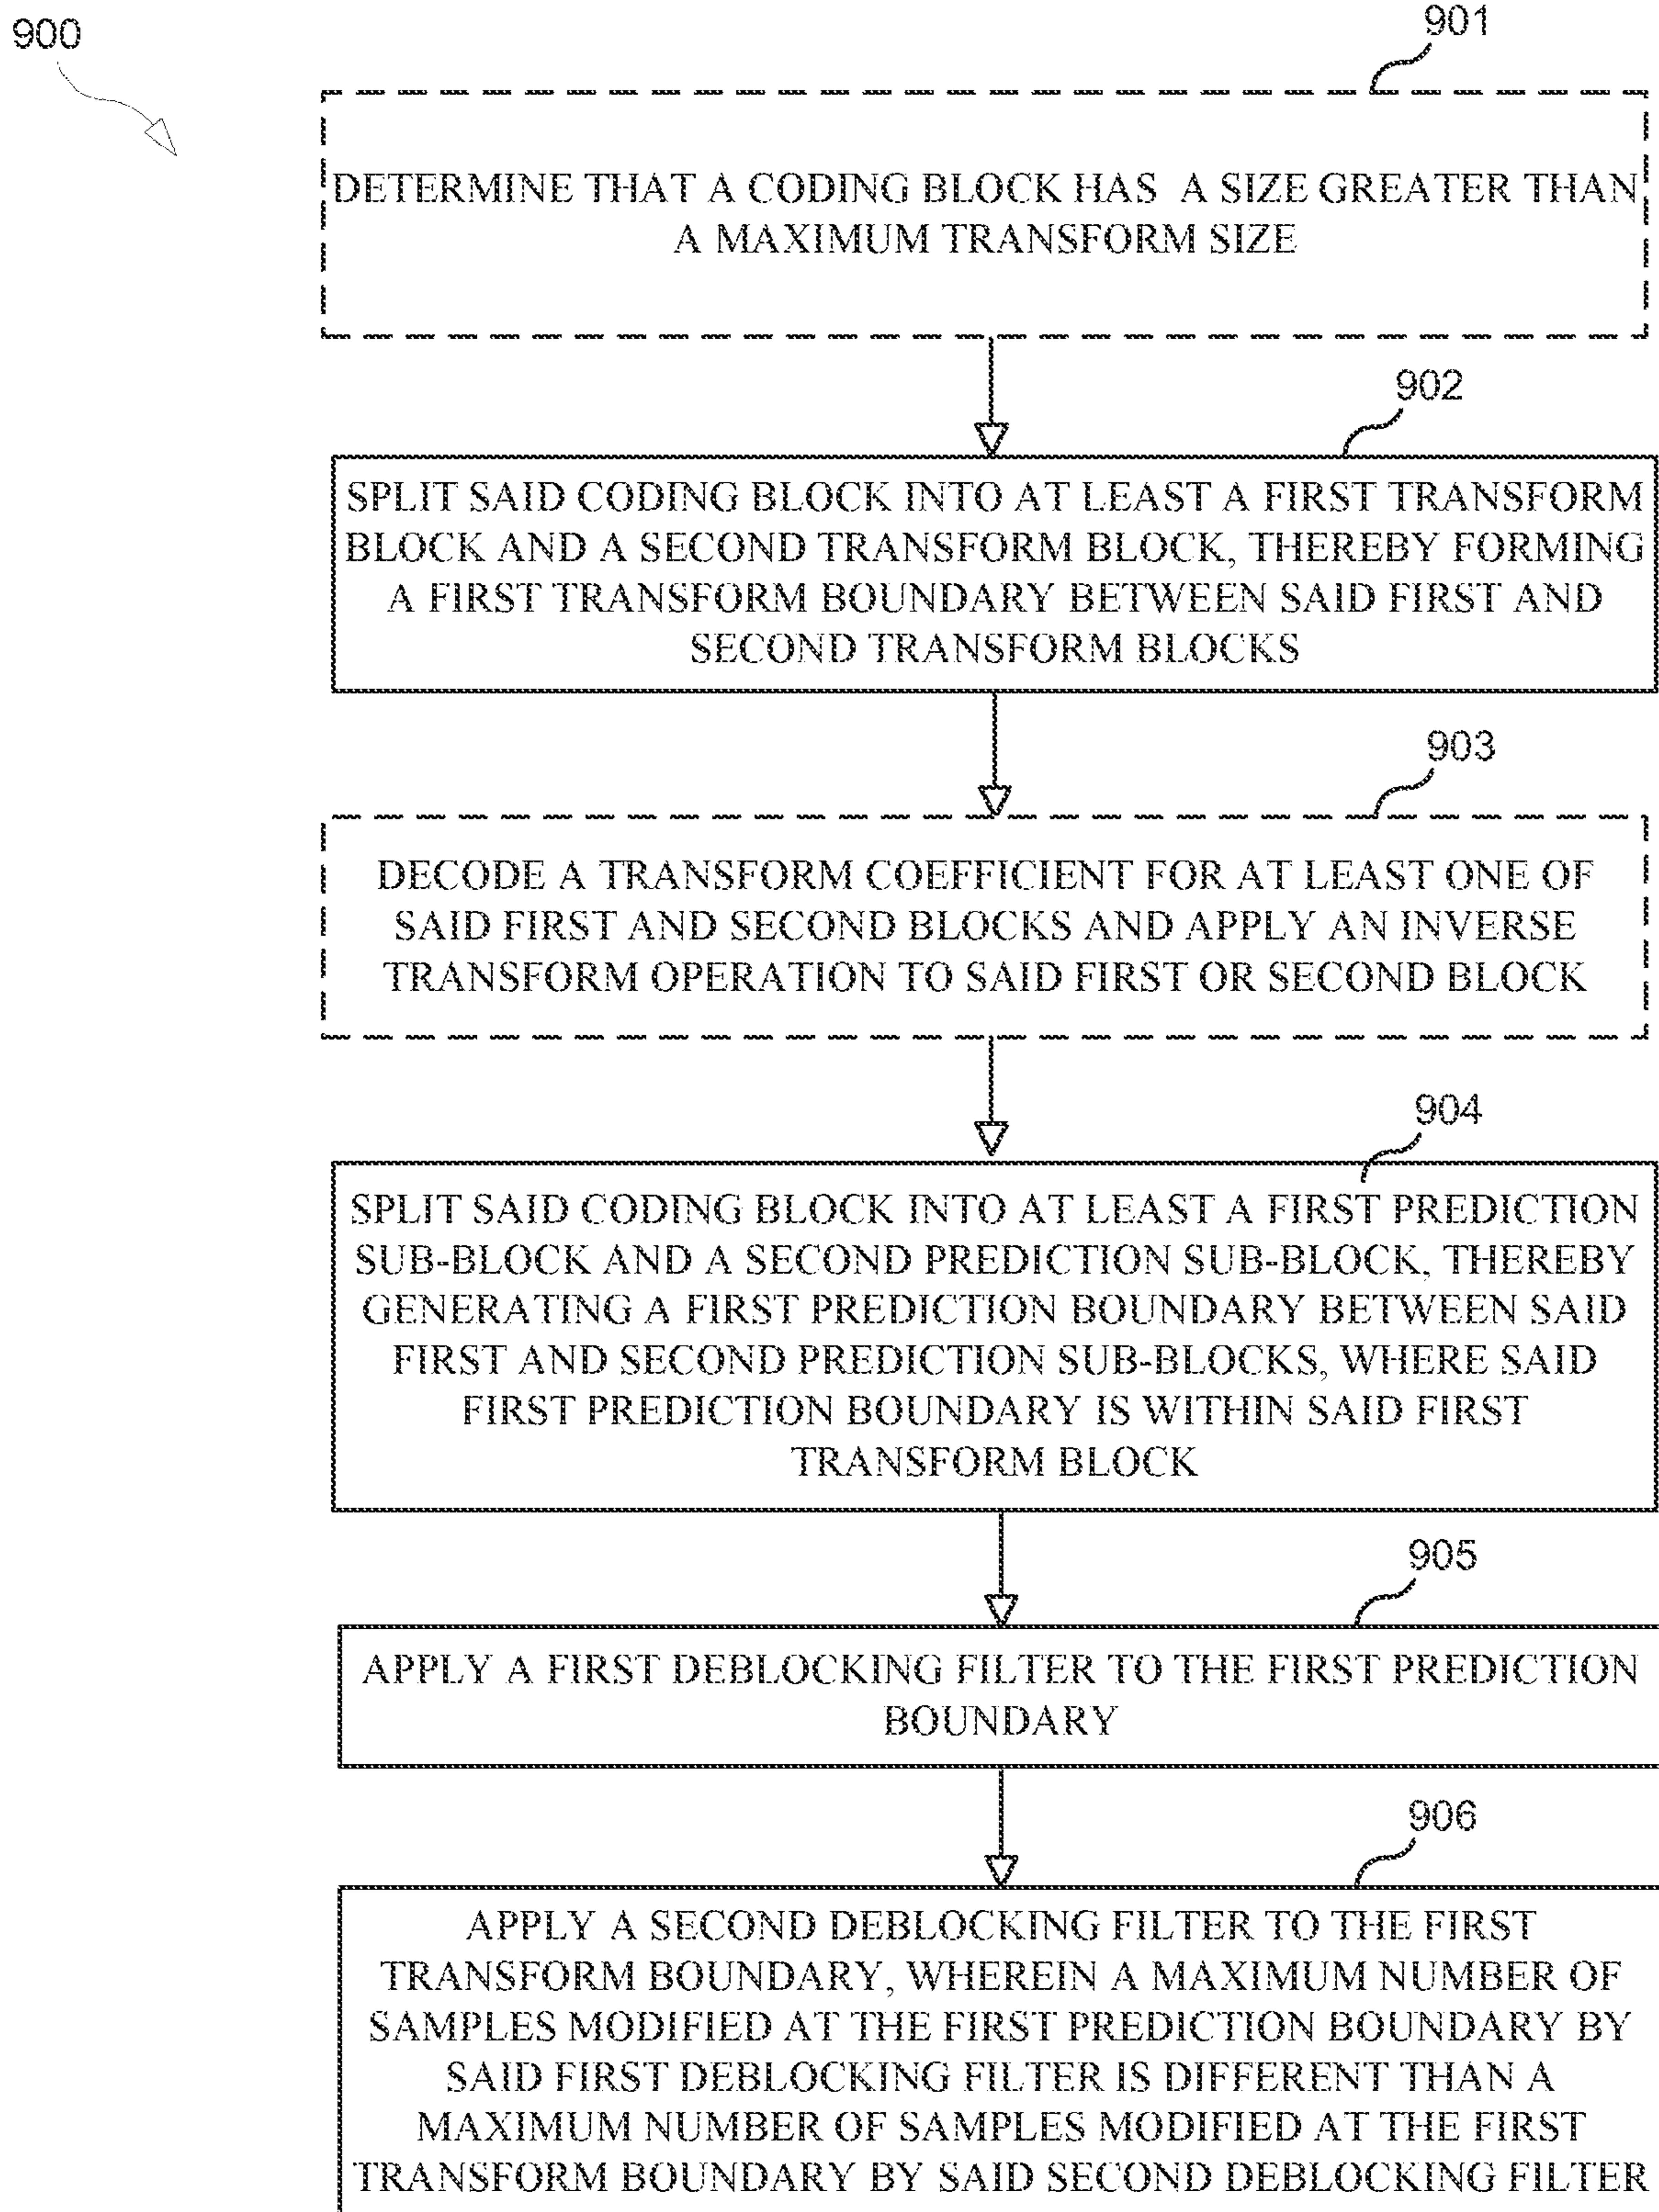 900
901
DETERMINE THAT A CODING BLOCK HAS A SIZE GREATER THAN
A MAXIMUM TRANSFORM SIZE
902
SPLIT SAID CODING BLOCK INTO AT LEAST A FIRST TRANSFORM
BLOCK AND A SECOND TRANSFORM BLOCK, THEREBY FORMING
A FIRST TRANSFORM BOUNDARY BETWEEN SAID FIRST AND
SECOND TRANSFORM BLOCKS
903
DECODE A TRANSFORM COEFFICIENT FOR AT LEAST ONE OF
SAID FIRST AND SECOND BLOCKS AND APPLY AN INVERSE
TRANSFORM OPERATION TO SAID FIRST OR SECOND BLOCK
904
SPLIT SAID CODING BLOCK INTO AT LEAST A FIRST PREDICTION
SUB-BLOCK AND A SECOND PREDICTION SUB-BLOCK, THEREBY
GENERATING A FIRST PREDICTION BOUNDARY BETWEEN SAID
FIRST AND SECOND PREDICTION SUB-BLOCKS, WHERE SAID
FIRST PREDICTION BOUNDARY IS WITHIN SAID FIRST
TRANSFORM BLOCK
905
APPLY A FIRST DEBLOCKING FILTER TO THE FIRST PREDICTION
BOUNDARY
906
APPLY A SECOND DEBLOCKING FILTER TO THE FIRST
TRANSFORM BOUNDARY, WHEREIN A MAXIMUM NUMBER OF
SAMPLES MODIFIED AT THE FIRST PREDICTION BOUNDARY BY
SAID FIRST DEBLOCKING FILTER IS DIFFERENT THAN A
MAXIMUM NUMBER OF SAMPLES MODIFIED AT THE FIRST
TRANSFORM BOUNDARY BY SAID SECOND DEBLOCKING FILTER